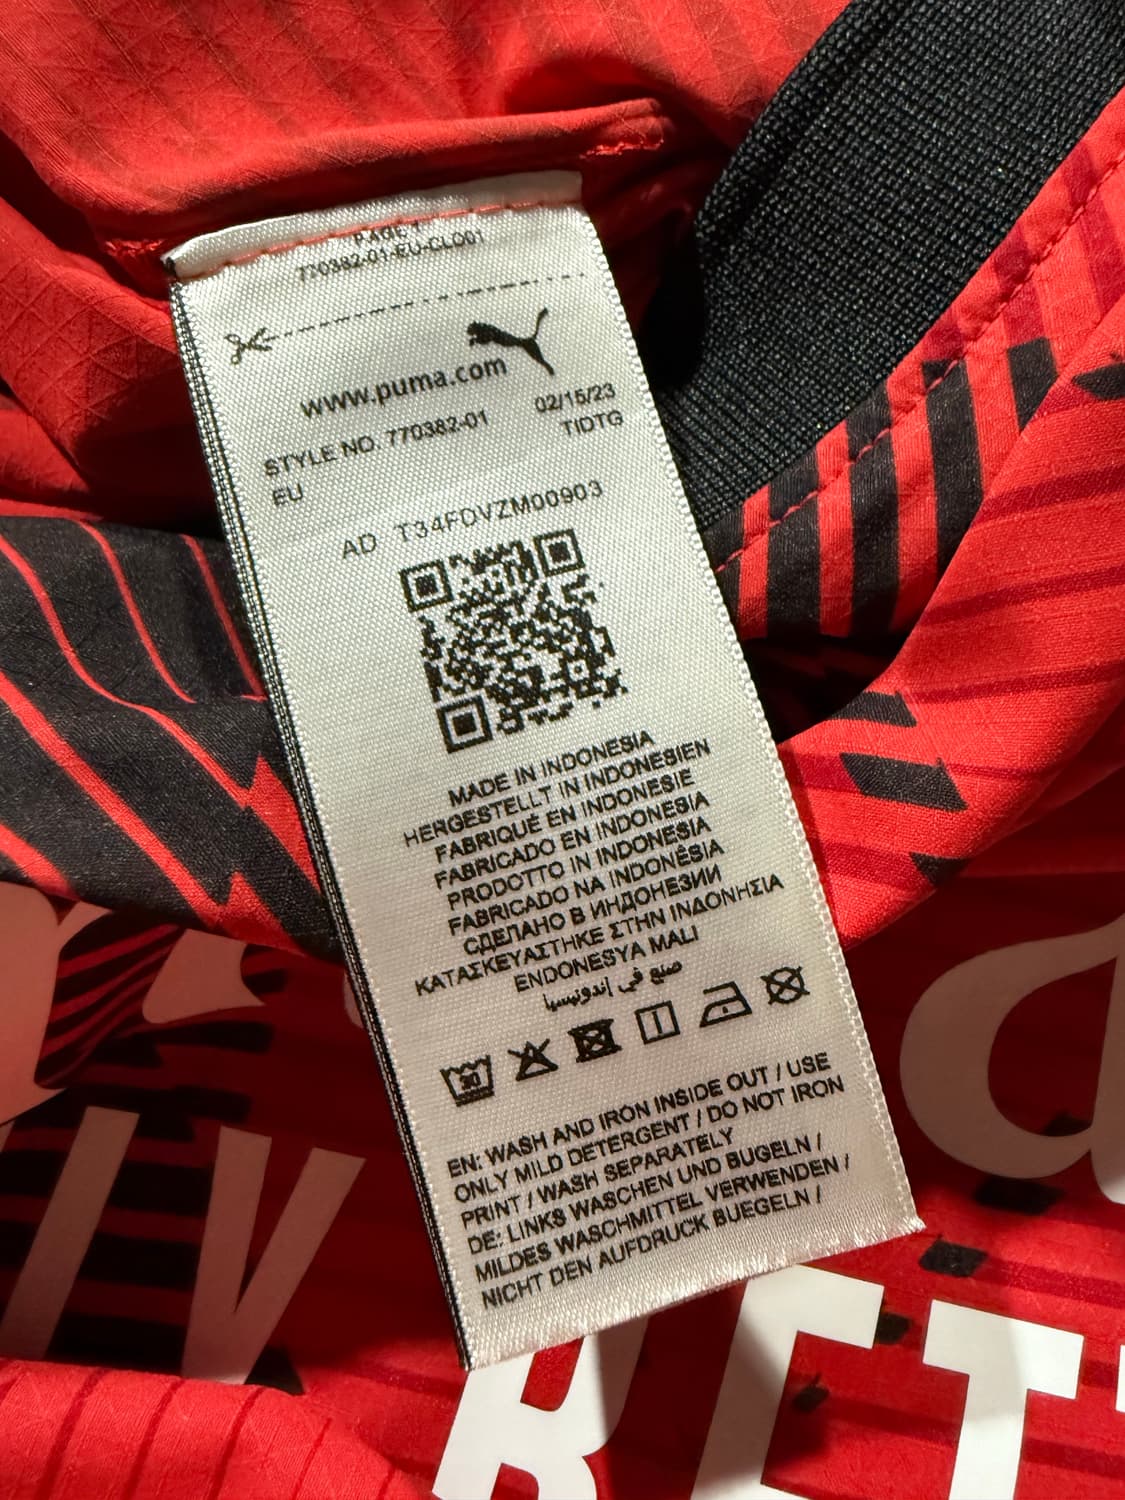 770382-01-EU-CLO01
www.puma.com
STYLE NO. 770382-01 02/15/23
EU TIDTG
AD T34FDVZM00903
MADE IN INDONESIA
HERGESTELLT IN INDONESIEN
FABRIQUÉ EN INDONESIE
FABRICADO EN INDONESIA
PRODOTTO IN INDONESIA
FABRICADO NA INDONÉSIA
СДЕЛАНО В ИНДОНЕЗИИ
ΚΑΤΑΣΚΕΥΑΣΤΗΚΕ ΣΤΗΝ ΙΝΔΟΝΗΣΙΑ
ENDONESYA MALI
صنع في إندونيسيا
30
EN: WASH AND IRON INSIDE OUT / USE
ONLY MILD DETERGENT / DO NOT IRON
PRINT / WASH SEPARATELY
DE: LINKS WASCHEN UND BUGELN /
MILDES WASCHMITTEL VERWENDEN /
NICHT DEN AUFDRUCK BUEGELN /